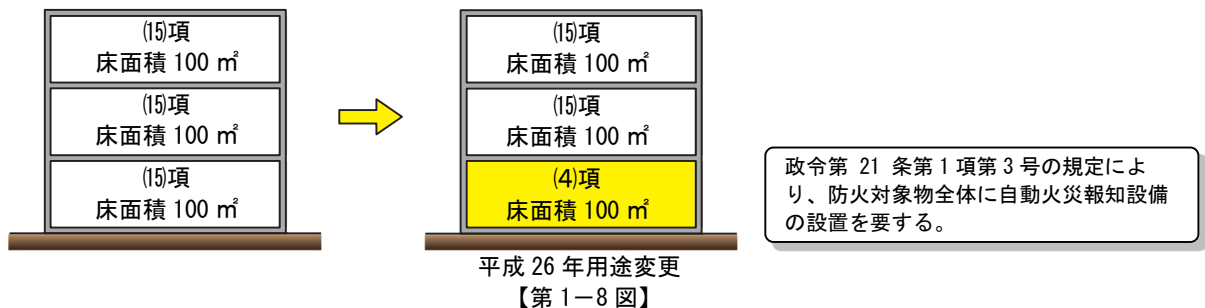 ⒂項
床面積 100 ㎡
⒂項
床面積 100 ㎡
⒂項
床面積 100 ㎡
⒂項
床面積 100 ㎡
⒂項
床面積 100 ㎡
⑷項
床面積 100 ㎡
平成 26 年用途変更
【第 1－8 図】
政令第 21 条第 1 項第 3 号の規定によ
り、防火対象物全体に自動火災報知設備
の設置を要する。